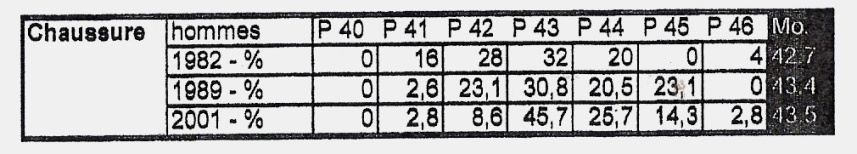 Chaussure hommes P 40 P 41 P 42 P 43 P 44 P 45 P 46 Mo.
1982 - % 0 16 28 32 20 0 4 42.7
1989 - % 0 2,6 23,1 30,8 20,5 23,1 0 43.4
2001 - % 0 2,8 8,6 45,7 25,7 14,3 2,8 43.5